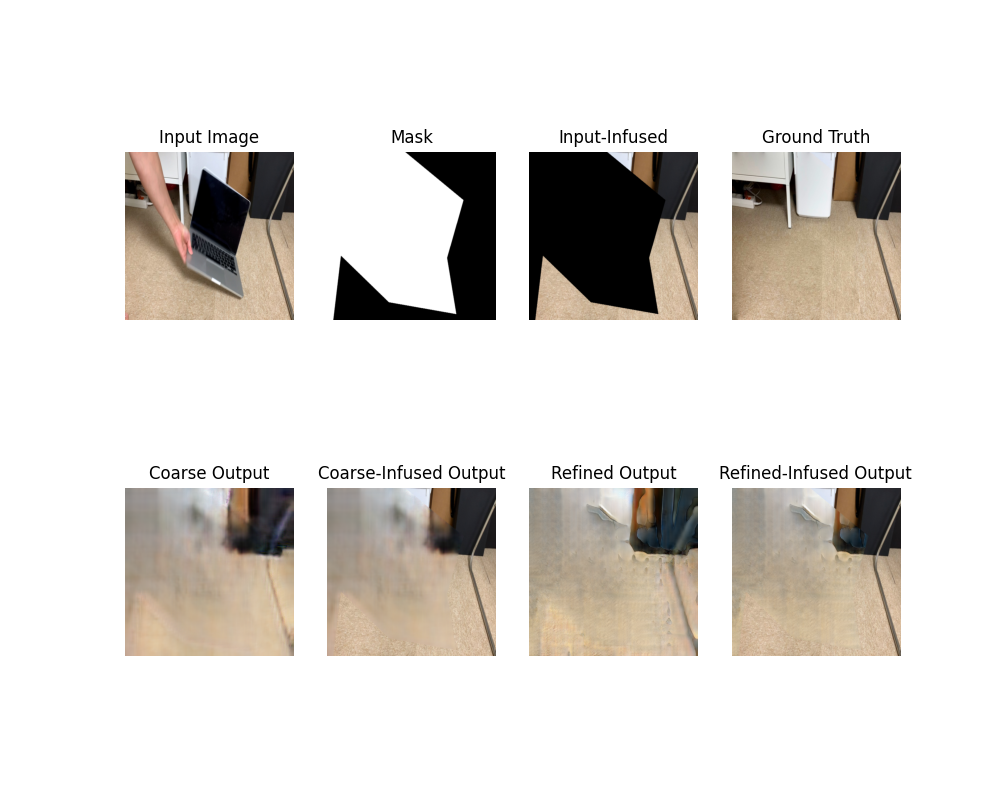 Input Image
Mask
Input-Infused
Ground Truth
Coarse Output
Coarse-Infused Output
Refined Output
Refined-Infused Output